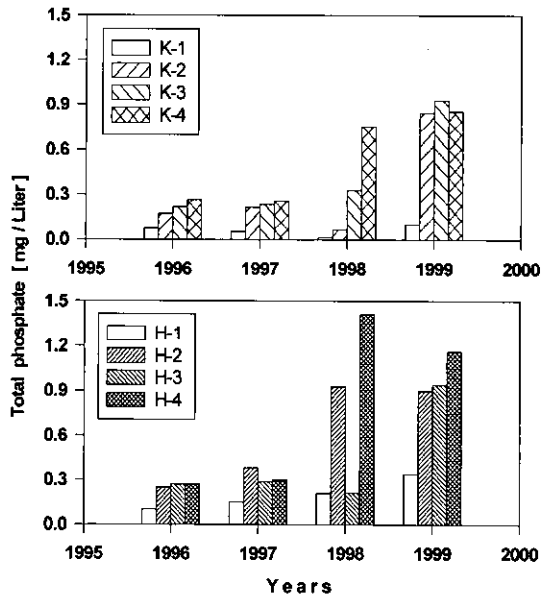 Total phosphate [ mg / Liter]
1.5
1.2
0.9
0.6
0.3
0.0
K-1
K-2
K-3
K-4
1995 1996 1997 1998 1999 2000
1.5
1.2
0.9
0.6
0.3
0.0
H-1
H-2
H-3
H-4
1995 1996 1997 1998 1999 2000
Years